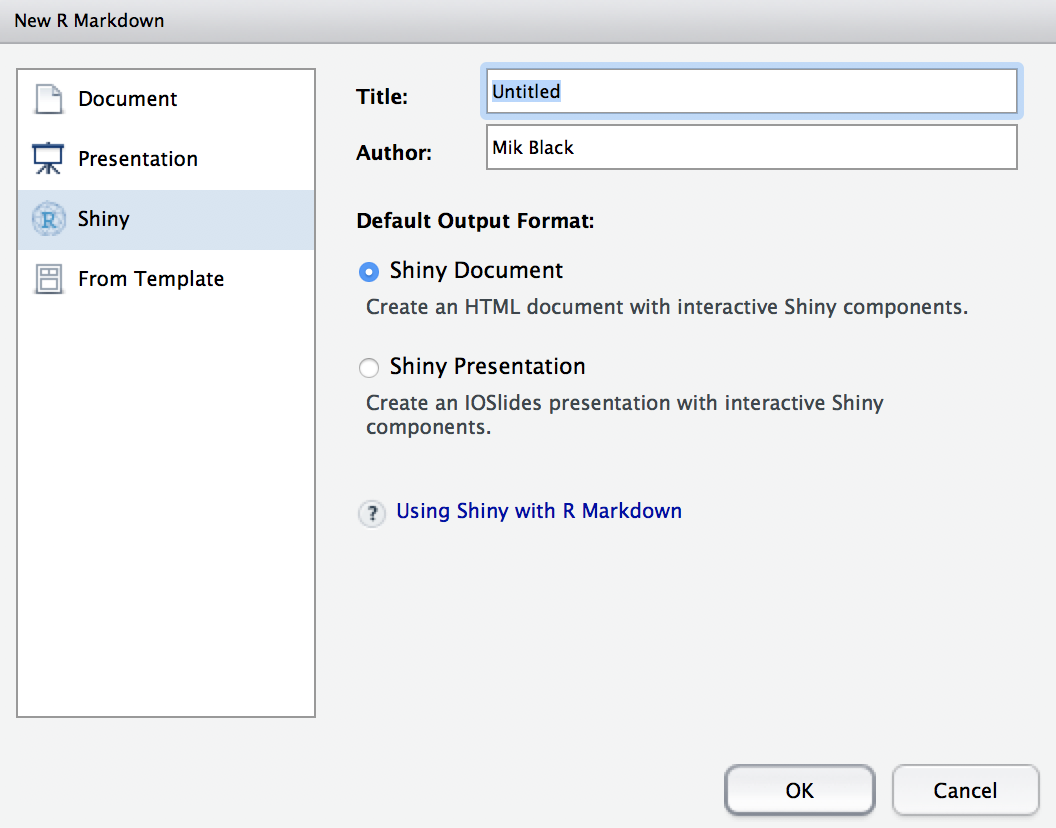 New R Markdown
Document
Presentation
R
Shiny
From Template
Title:
Untitled
Author:
Mik Black
Default Output Format:
Shiny Document
Create an HTML document with interactive Shiny components.
Shiny Presentation
Create an IOSlides presentation with interactive Shiny
components.
? Using Shiny with R Markdown
OK
Cancel